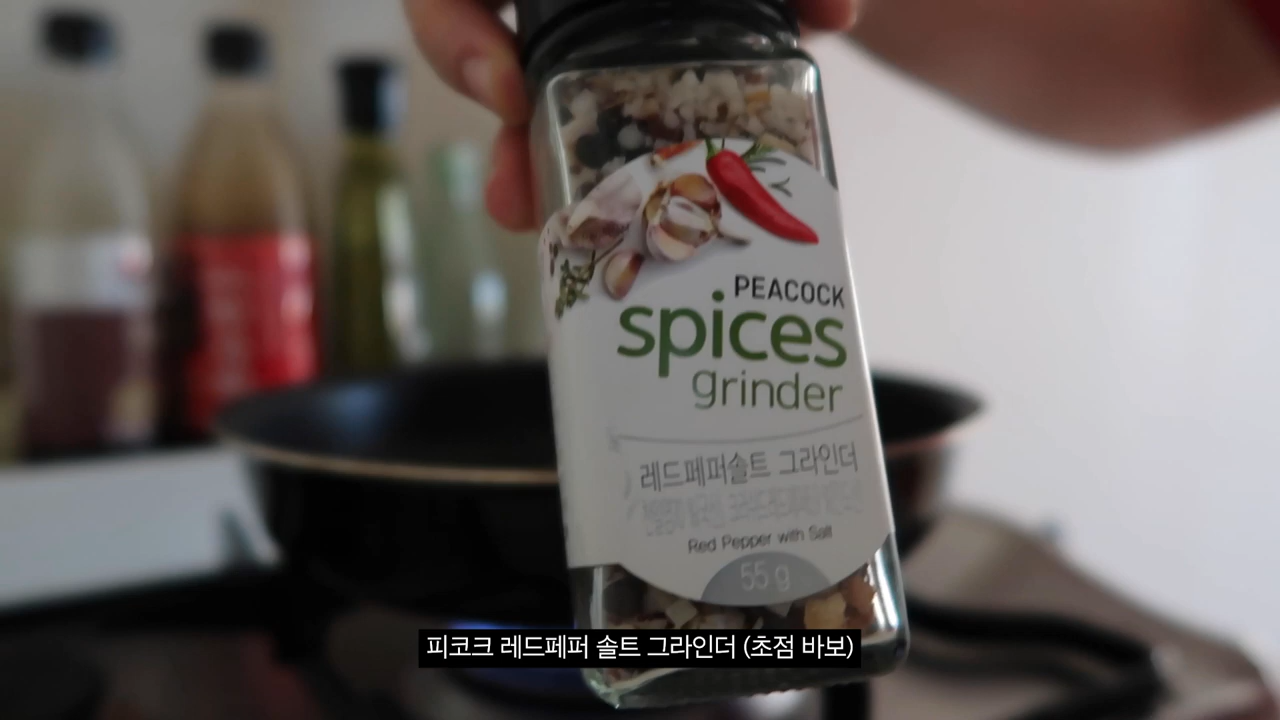 PEACOCK
spices
grinder
레드페퍼솔트 그라인더
Red Pepper with Salt
55 g
피코크 레드페퍼 솔트 그라인더 (초점 바보)